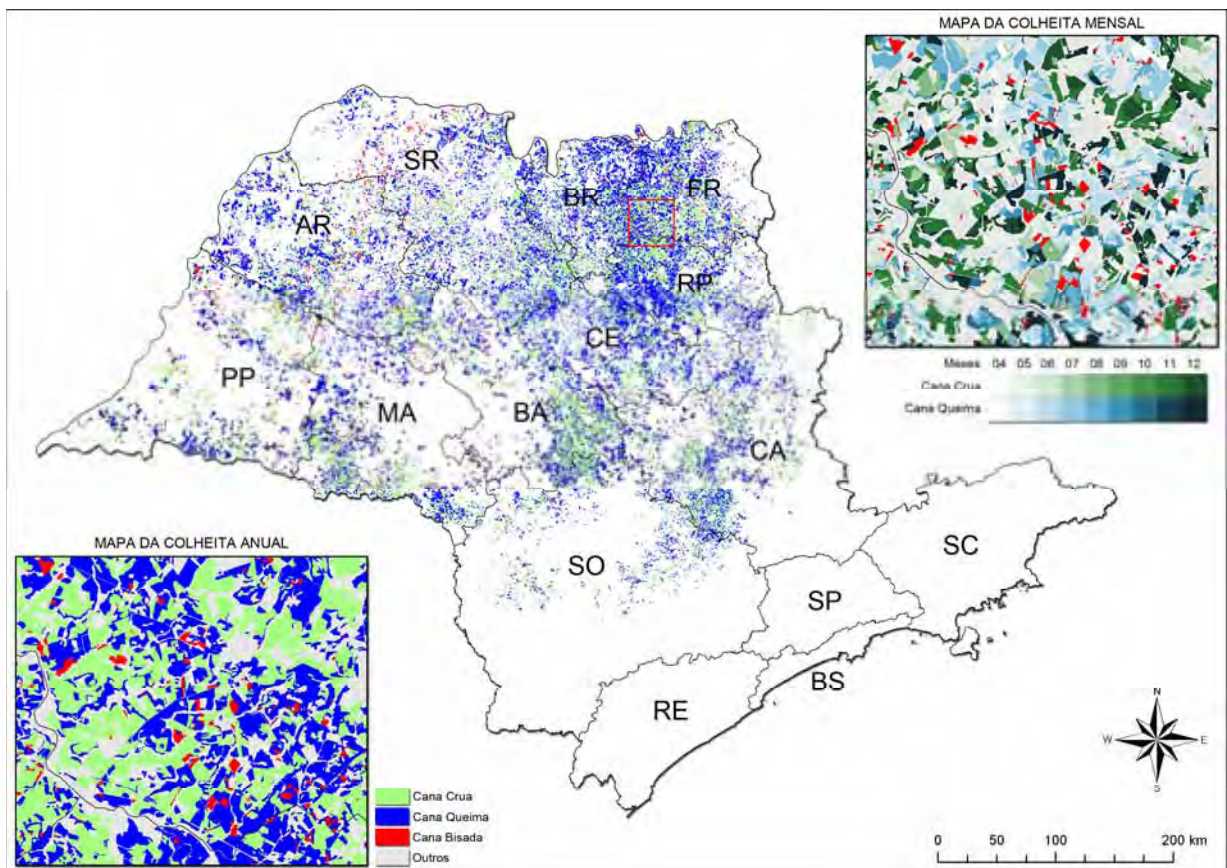 MAPA DA COLHEITA MENSAL
SR
BR
FR
AR
RP
CE
PP
MA
BA
CA
Meses 04 05 06 07 08 09 10 11 12
Cana Crua
Cana Queima
MAPA DA COLHEITA ANUAL
SO
SC
SP
BS
RE
N
W
E
S
Cana Crua
Cana Queima
Cana Bisada
Outros
0 50 100 200 km